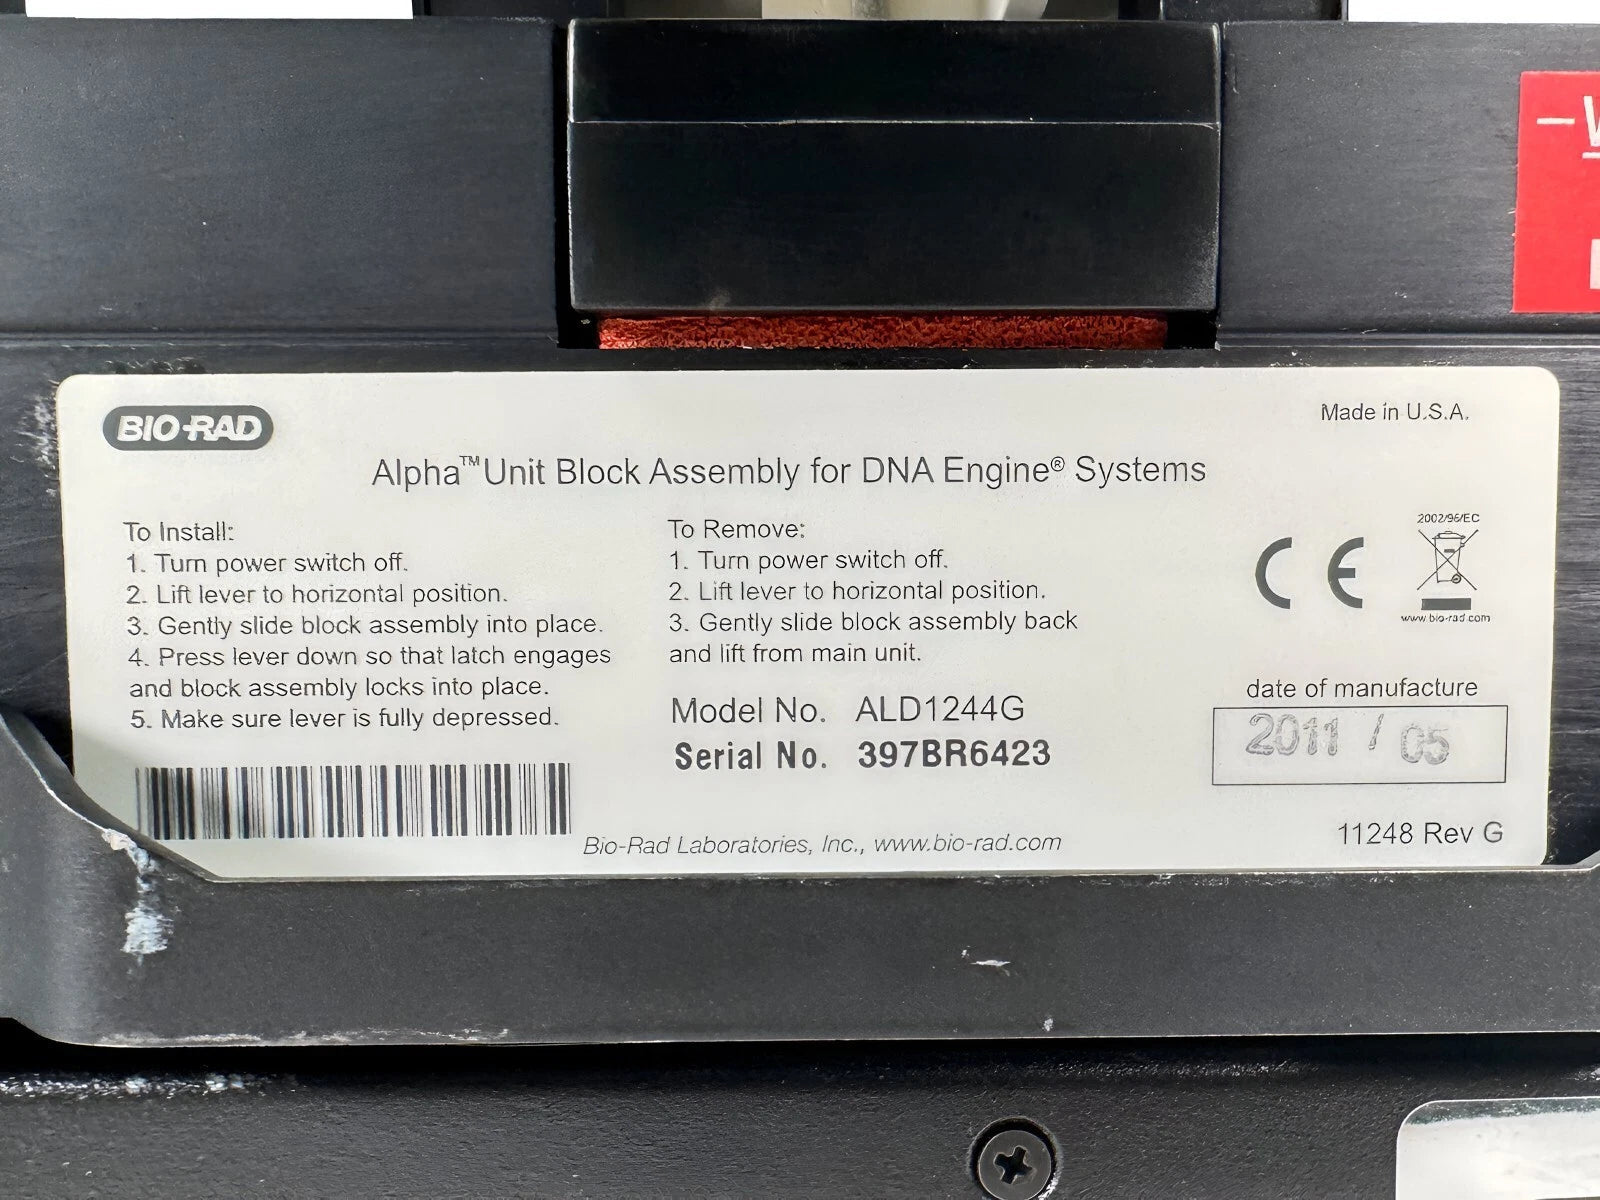 BIO-RAD
Made in U.S.A.
Alpha™ Unit Block Assembly for DNA Engine® Systems
To Install:
1. Turn power switch off.
2. Lift lever to horizontal position.
3. Gently slide block assembly into place.
4. Press lever down so that latch engages
and block assembly locks into place.
5. Make sure lever is fully depressed.
To Remove:
1. Turn power switch off.
2. Lift lever to horizontal position.
3. Gently slide block assembly back
and lift from main unit.
Model No. ALD1244G
Serial No. 397BR6423
CE
2002/96/EC
www.bio-rad.com
date of manufacture
2011 / 05
Bio-Rad Laboratories, Inc., www.bio-rad.com
11248 Rev G